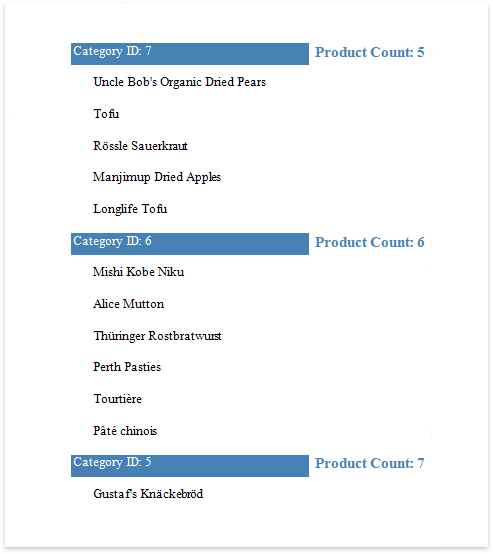 Category ID: 7 Product Count: 5
Uncle Bob's Organic Dried Pears
Tofu
Rössle Sauerkraut
Manjimup Dried Apples
Longlife Tofu
Category ID: 6 Product Count: 6
Mishi Kobe Niku
Alice Mutton
Thüringer Rostbratwurst
Perth Pasties
Tourtière
Pâté chinois
Category ID: 5 Product Count: 7
Gustaf's Knäckebröd